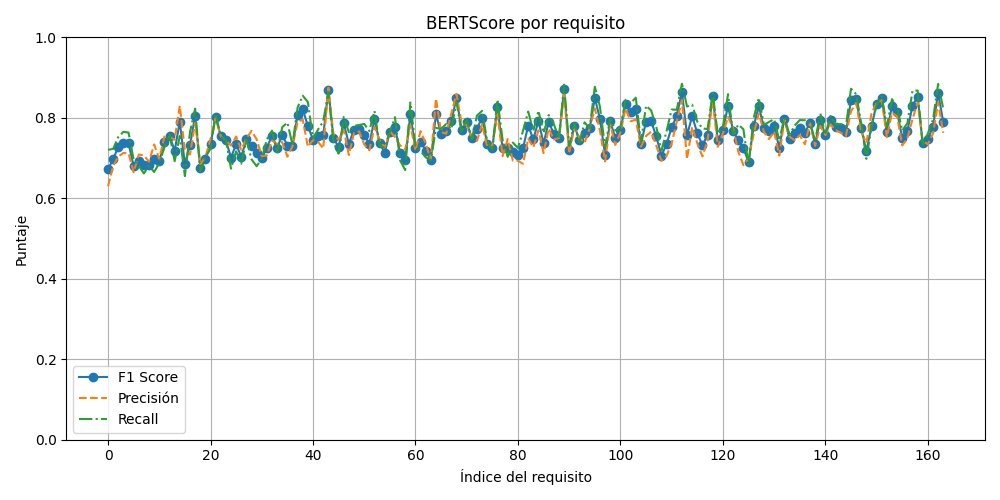 BERTScore por requisito
Puntaje
1.0
0.8
0.6
0.4
0.2
0.0
F1 Score
Precisión
Recall
0 20 40 60 80 100 120 140 160
Índice del requisito